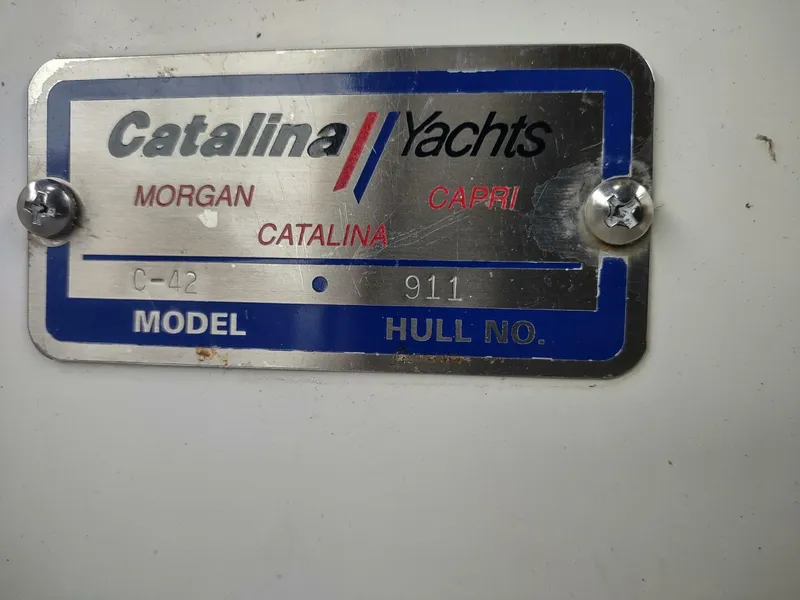 Catalina Yachts
MORGAN CAPRI
CATALINA
C-42 • 911
MODEL HULL NO.